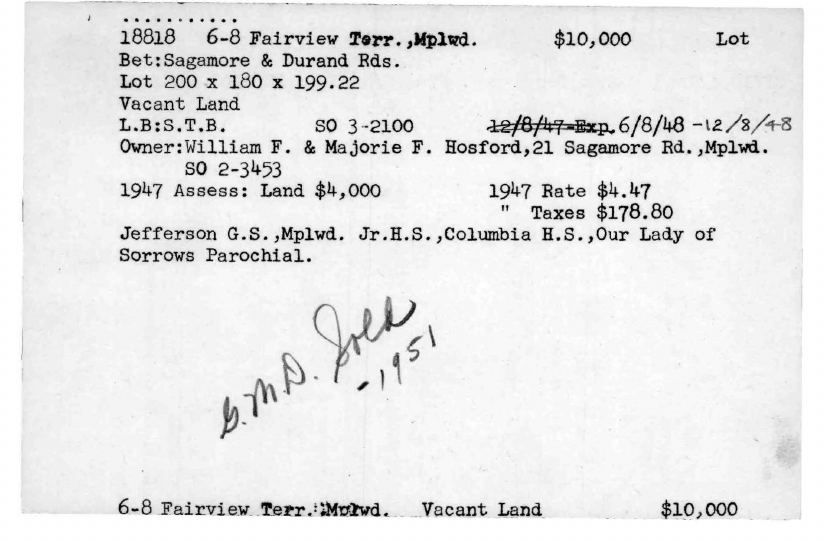 18818 6-8 Fairview Terr.,Mplwd. $10,000 Lot
Bet:Sagamore & Durand Rds.
Lot 200 x 180 x 199.22
Vacant Land
L.B:S.T.B. SO 3-2100 12/8/47-Exp. 6/8/48 -12/8/48
Owner:William F. & Majorie F. Hosford,21 Sagamore Rd.,Mplwd.
SO 2-3453
1947 Assess: Land $4,000 1947 Rate $4.47
" Taxes $178.80
Jefferson G.S.,Mplwd. Jr.H.S.,Columbia H.S.,Our Lady of
Sorrows Parochial.
G.M.D. Sold
-1951
6-8 Fairview Terr.,Mplwd. Vacant Land $10,000